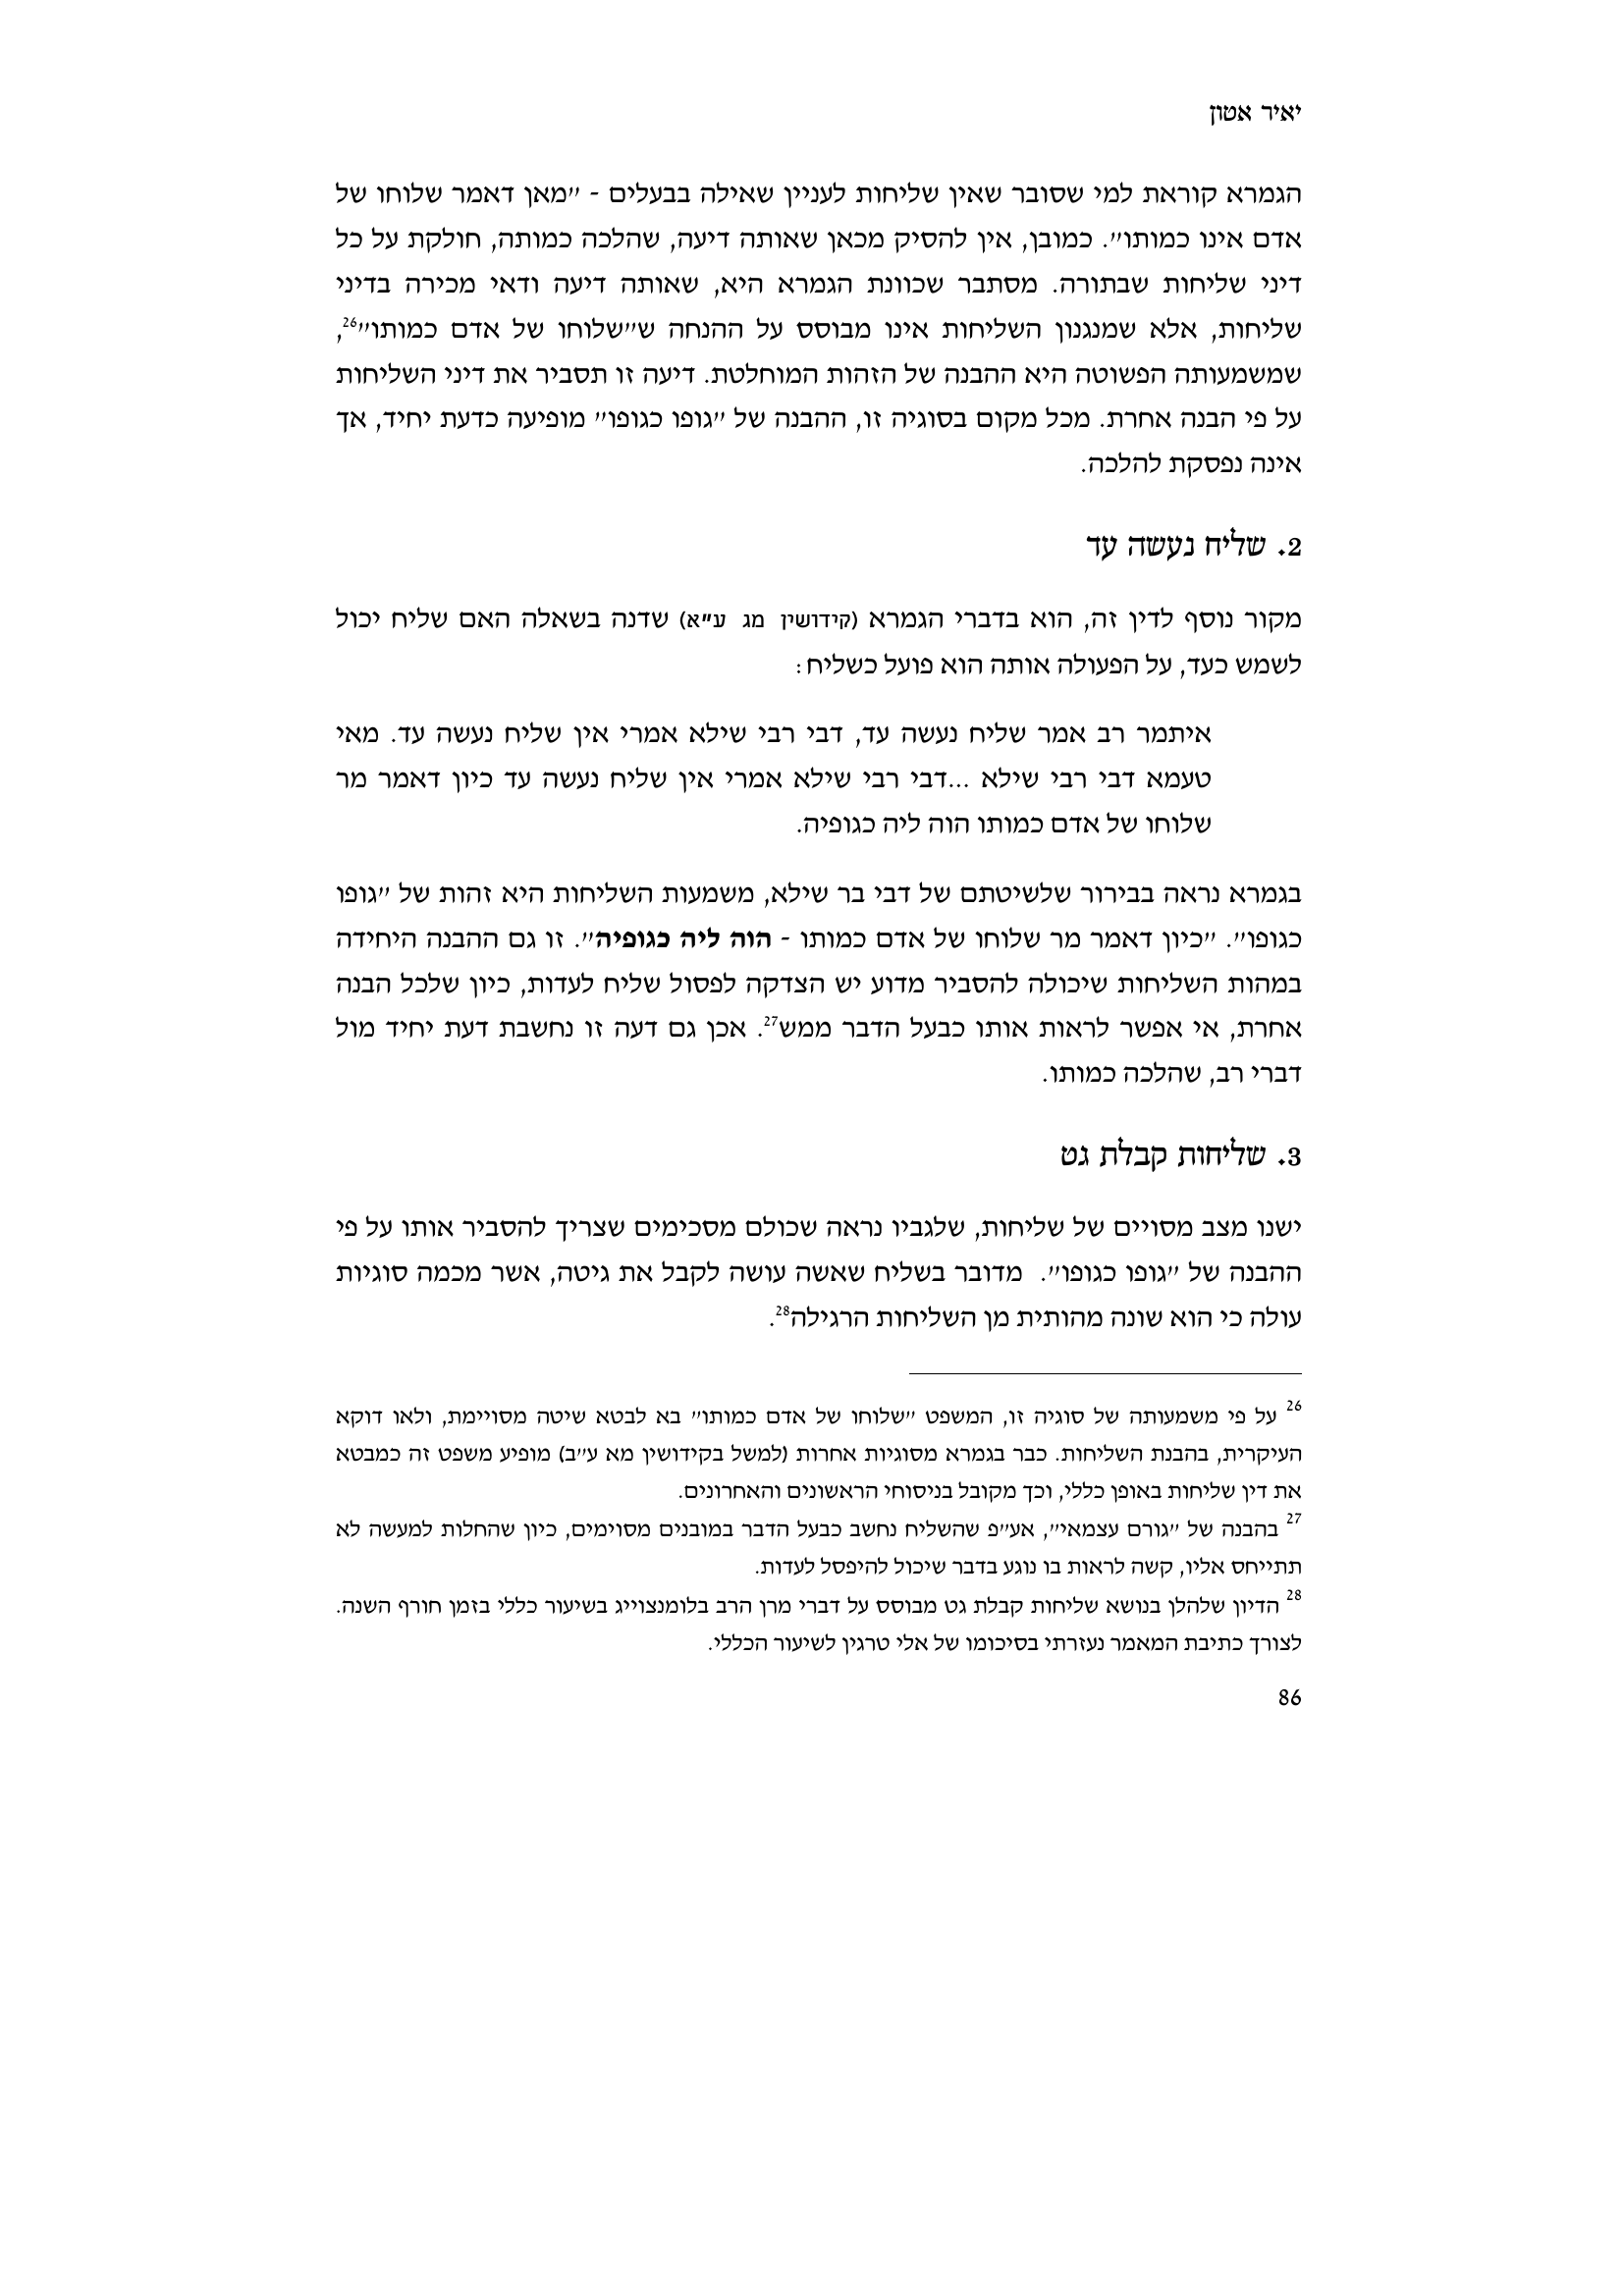 יאיר אטון
הגמרא קוראת למי שסובר שאין שליחות לעניין שאילה בבעלים - ״מאן דאמר שלוחו של
אדם אינו כמותו״. כמובן, אין להסיק מכאן שאותה דיעה, שהלכה כמותה, חולקת על כל
דיני שליחות שבתורה. מסתבר שכוונת הגמרא היא, שאותה דיעה ודאי מכירה בדיני
שליחות, אלא שמנגנון השליחות אינו מבוסס על ההנחה ש״שלוחו של אדם כמותו״26,
שמשמעותה הפשוטה היא ההבנה של הזהות המוחלטת. דיעה זו תסביר את דיני השליחות
על פי הבנה אחרת. מכל מקום בסוגיה זו, ההבנה של ״גופו כגופו״ מופיעה כדעת יחיד, אך
אינה נפסקת להלכה.
2. שליח נעשה עד
מקור נוסף לדין זה, הוא בדברי הגמרא (קידושין מג ע״א) שדנה בשאלה האם שליח יכול
לשמש כעד, על הפעולה אותה הוא פועל כשליח:
איתמר רב אמר שליח נעשה עד, דבי רבי שילא אמרי אין שליח נעשה עד. מאי
טעמא דבי רבי שילא ...דבי רבי שילא אמרי אין שליח נעשה עד כיון דאמר מר
שלוחו של אדם כמותו הוה ליה כגופיה.
בגמרא נראה בבירור שלשיטתם של דבי בר שילא, משמעות השליחות היא זהות של ״גופו
כגופו״. ״כיון דאמר מר שלוחו של אדם כמותו - הוה ליה כגופיה״. זו גם ההבנה היחידה
במהות השליחות שיכולה להסביר מדוע יש הצדקה לפסול שליח לעדות, כיון שלכל הבנה
אחרת, אי אפשר לראות אותו כבעל הדבר ממש27. אכן גם דעה זו נחשבת דעת יחיד מול
דברי רב, שהלכה כמותו.
3. שליחות קבלת גט
ישנו מצב מסויים של שליחות, שלגביו נראה שכולם מסכימים שצריך להסביר אותו על פי
ההבנה של ״גופו כגופו״. מדובר בשליח שאשה עושה לקבל את גיטה, אשר מכמה סוגיות
עולה כי הוא שונה מהותית מן השליחות הרגילה28.
26 על פי משמעותה של סוגיה זו, המשפט ״שלוחו של אדם כמותו״ בא לבטא שיטה מסויימת, ולאו דוקא
העיקרית, בהבנת השליחות. כבר בגמרא מסוגיות אחרות (למשל בקידושין מא ע״ב) מופיע משפט זה כמבטא
את דין שליחות באופן כללי, וכך מקובל בניסוחי הראשונים והאחרונים.
27 בהבנה של ״גורם עצמאי״, אע״פ שהשליח נחשב כבעל הדבר במובנים מסוימים, כיון שהחלות למעשה לא
תתייחס אליו, קשה לראות בו נוגע בדבר שיכול להיפסל לעדות.
28 הדיון שלהלן בנושא שליחות קבלת גט מבוסס על דברי מרן הרב בלומנצוייג בשיעור כללי בזמן חורף השנה.
לצורך כתיבת המאמר נעזרתי בסיכומו של אלי טרגין לשיעור הכללי.
86